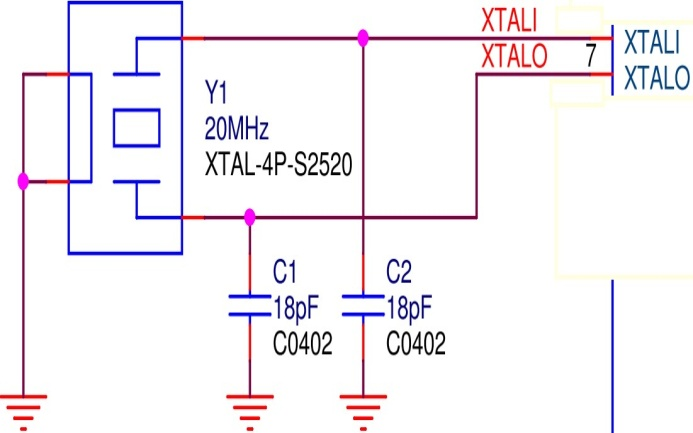 XTALI
XTALI
XTALO
7
XTALO
Y1
20MHz
XTAL-4P-S2520
C1
18pF
C0402
C2
18pF
C0402